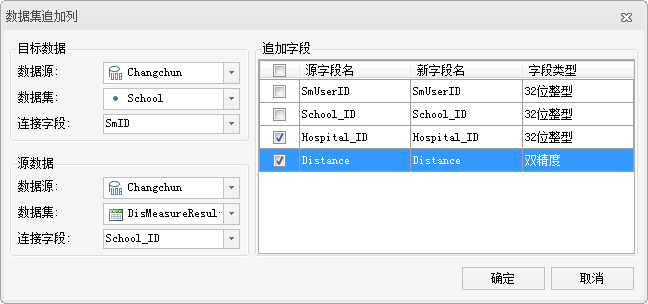 数据集追加列
目标数据
数据源: Changchun
数据集: School
连接字段: SmID
源数据
数据源: Changchun
数据集: DisMeasureResul
连接字段: School_ID
追加字段
源字段名 新字段名 字段类型
SmUserID SmUserID 32位整型
School_ID School_ID 32位整型
Hospital_ID Hospital_ID 32位整型
Distance Distance 双精度
确定 取消